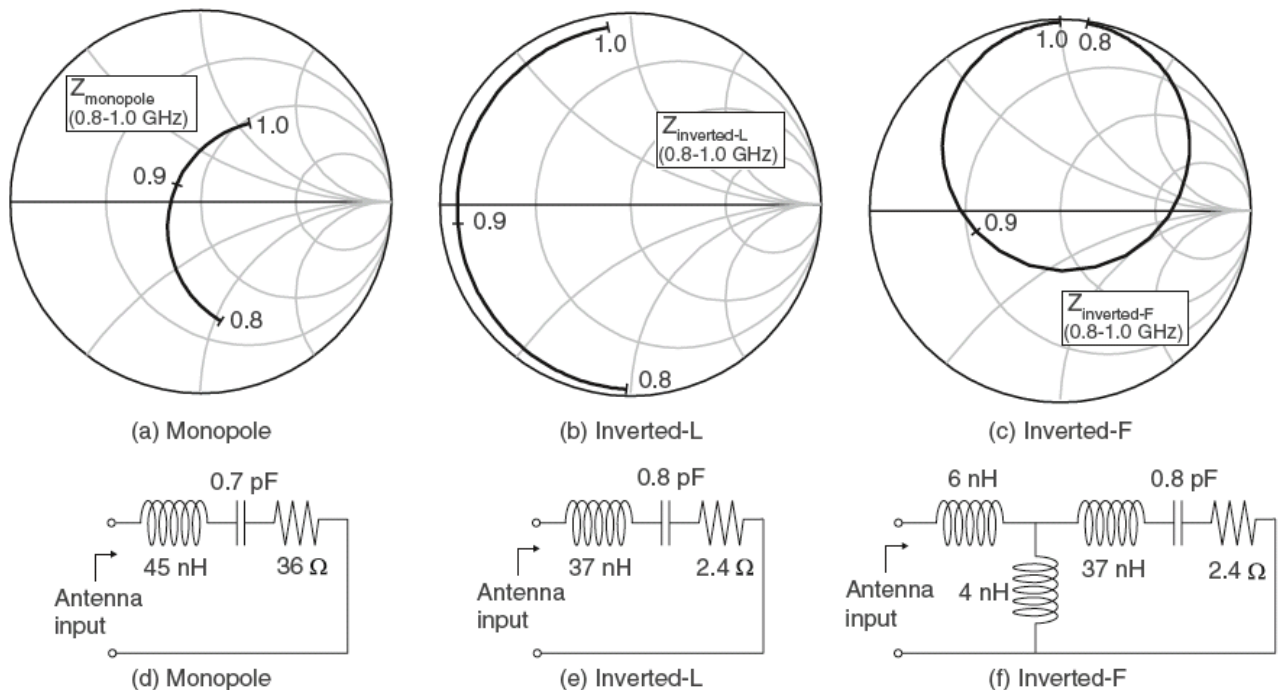 Z monopole
(0.8-1.0 GHz)
1.0
0.9
0.8
(a) Monopole
1.0
Z inverted-L
(0.8-1.0 GHz)
0.9
0.8
(b) Inverted-L
1.0 0.8
0.9
Z inverted-F
(0.8-1.0 GHz)
(c) Inverted-F
0.7 pF
45 nH
36 Ω
Antenna
input
(d) Monopole
0.8 pF
37 nH
2.4 Ω
Antenna
input
(e) Inverted-L
6 nH
0.8 pF
4 nH
37 nH
2.4 Ω
Antenna
input
(f) Inverted-F